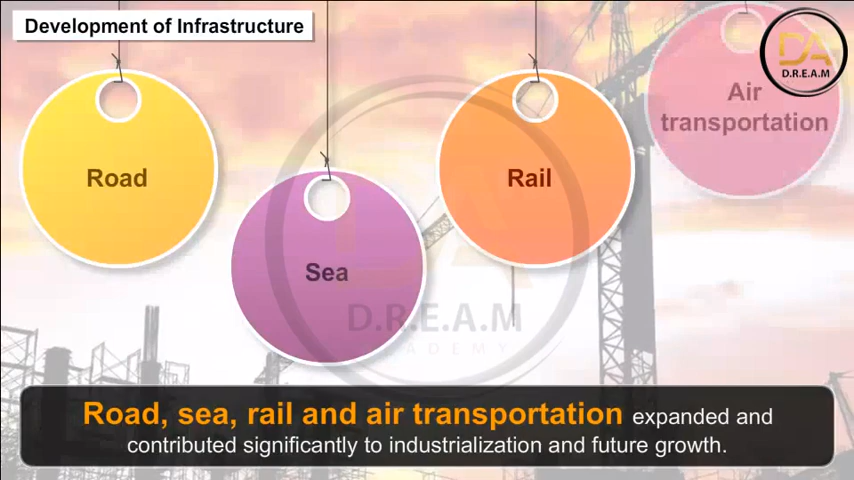 Development of Infrastructure
D.R.E.A.M
Air
transportation
Road
Rail
Sea
D.R.E.A.M
ACADEMY
Road, sea, rail and air transportation expanded and
contributed significantly to industrialization and future growth.